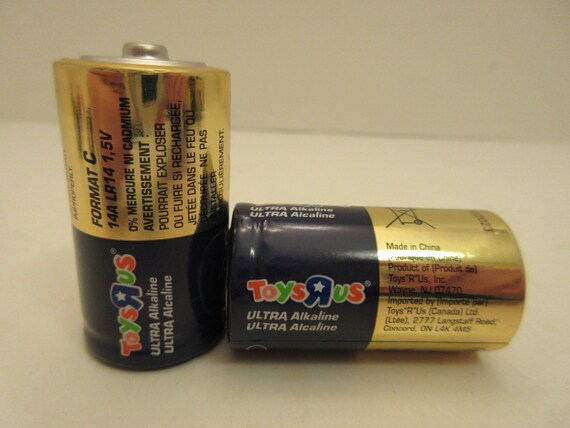 FORMAT C
14A LR14 1,5V
0% MERCURE NI CADMIUM
AVERTISSEMENT :
POURRAIT EXPLOSER
OU FUIRE SI RECHARGÉE,
JETÉE DANS LE FEU OU
NE PAS
TOYSRUS
ULTRA Alkaline
ULTRA Alcaline
TOYSRUS
ULTRA Alkaline
ULTRA Alcaline
ULTRA Alkaline
ULTRA Alcaline
Made in China
Product of (Produit de)
Toys"R"Us, Inc.
Wayne, NJ 07470
Imported by (Importé par)
Toys"R"Us (Canada) Ltd.
(Ltée), 2777 Langstaff Road,
Concord, ON L4K 4M5